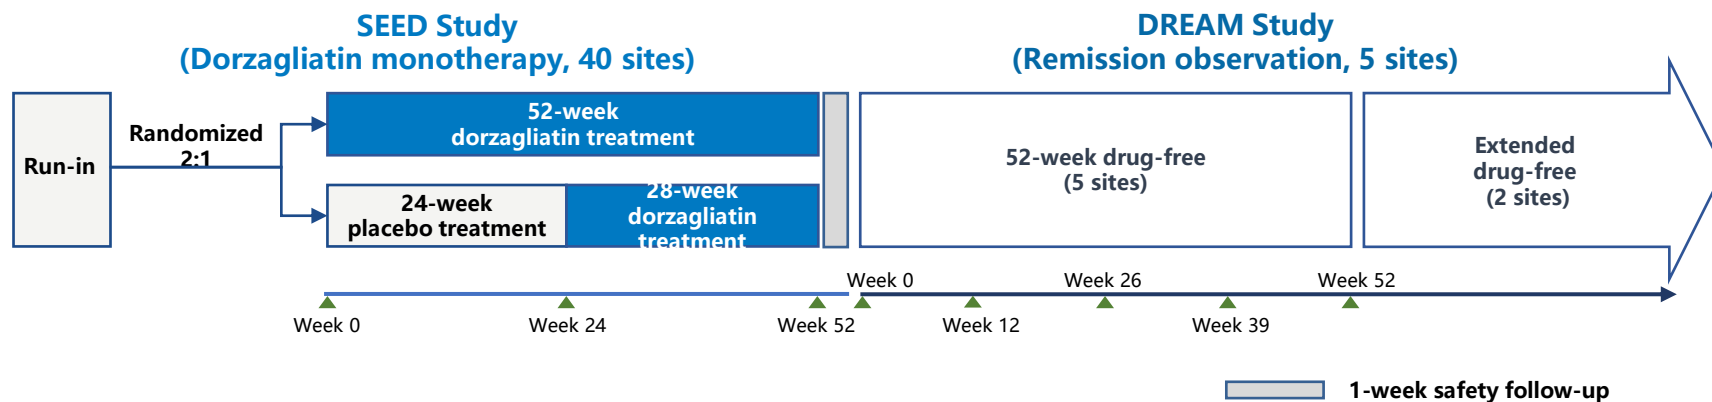 SEED Study
(Dorzagliatin monotherapy, 40 sites)
DREAM Study
(Remission observation, 5 sites)
Run-in
Randomized
2:1
52-week
dorzagliatin treatment
24-week
placebo treatment
28-week
dorzagliatin
treatment
52-week drug-free
(5 sites)
Extended
drug-free
(2 sites)
Week 0
Week 24
Week 52
Week 0
Week 12
Week 26
Week 39
Week 52
1-week safety follow-up